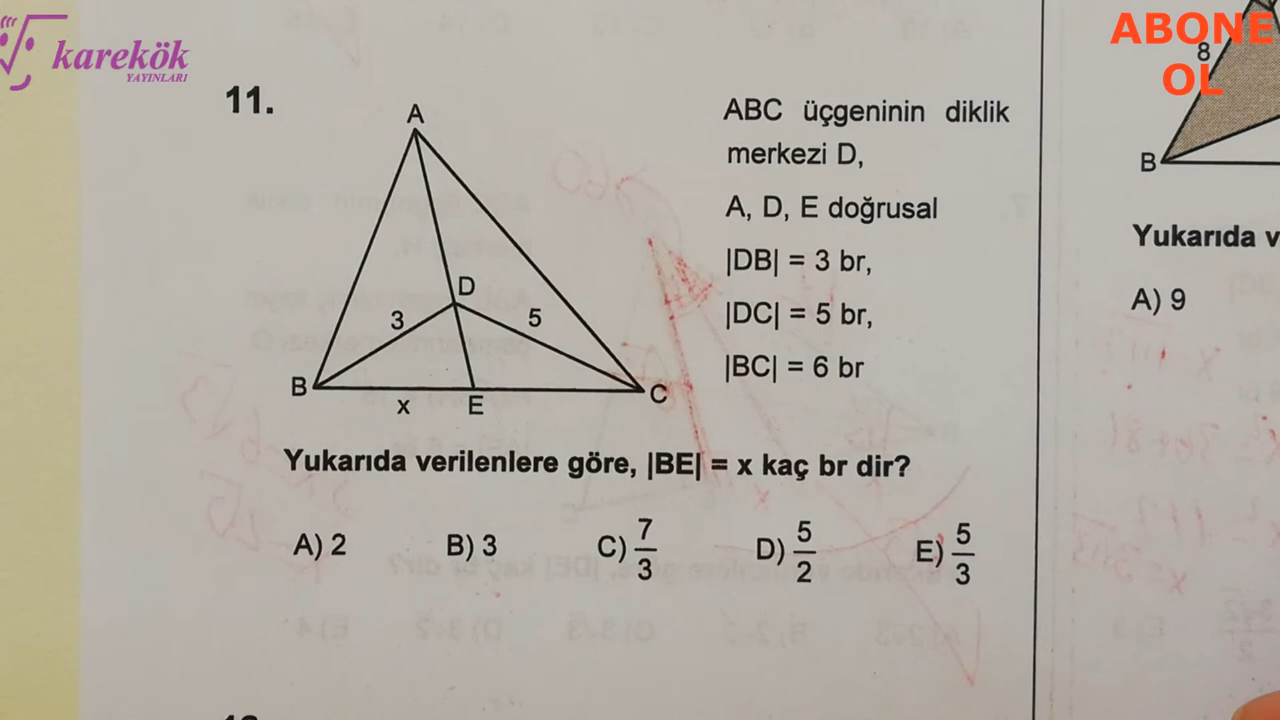 karekök
YAYINLARI
ABONE
OL
11.
A
D
3
5
B
x
E
C
ABC üçgeninin diklik
merkezi D,
A, D, E doğrusal
|DB| = 3 br,
|DC| = 5 br,
|BC| = 6 br
Yukarıda verilenlere göre, |BE| = x kaç br dir?
A) 2 B) 3 C) 7/3 D) 5/2 E) 5/3
8
B
Yukarıda v
A) 9